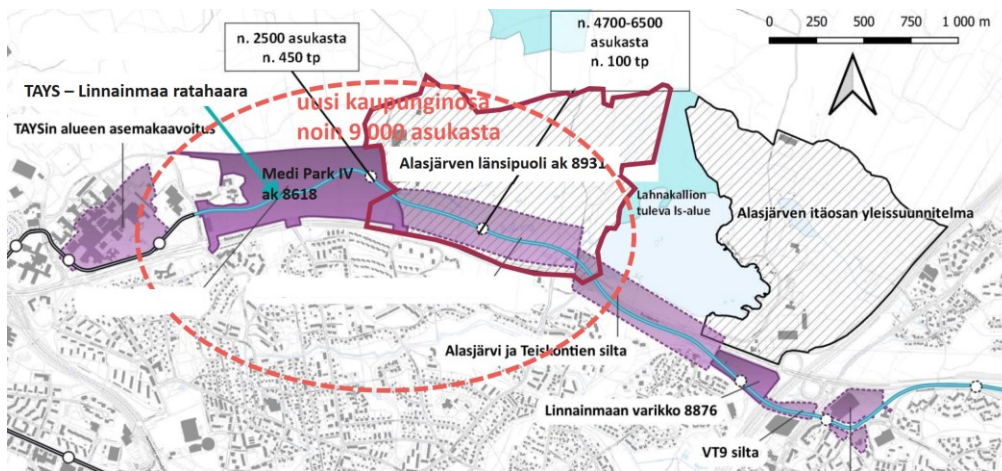 n. 2500 asukasta
n. 450 tp
n. 4700-6500
asukasta
n. 100 tp
0 250 500 750 1 000 m
TAYS – Linnainmaa ratahaara
TAYSin alueen asemakaavoitus
uusi kaupunginosa
noin 9 000 asukasta
Medi Park IV
ak 8618
Alasjärven länsipuoli ak 8931
Lahnakallion
tuleva ls-alue
Alasjärven itäosan yleissuunnitelma
Alasjärvi ja Teiskontien silta
Linnainmaan varikko 8876
VT9 silta